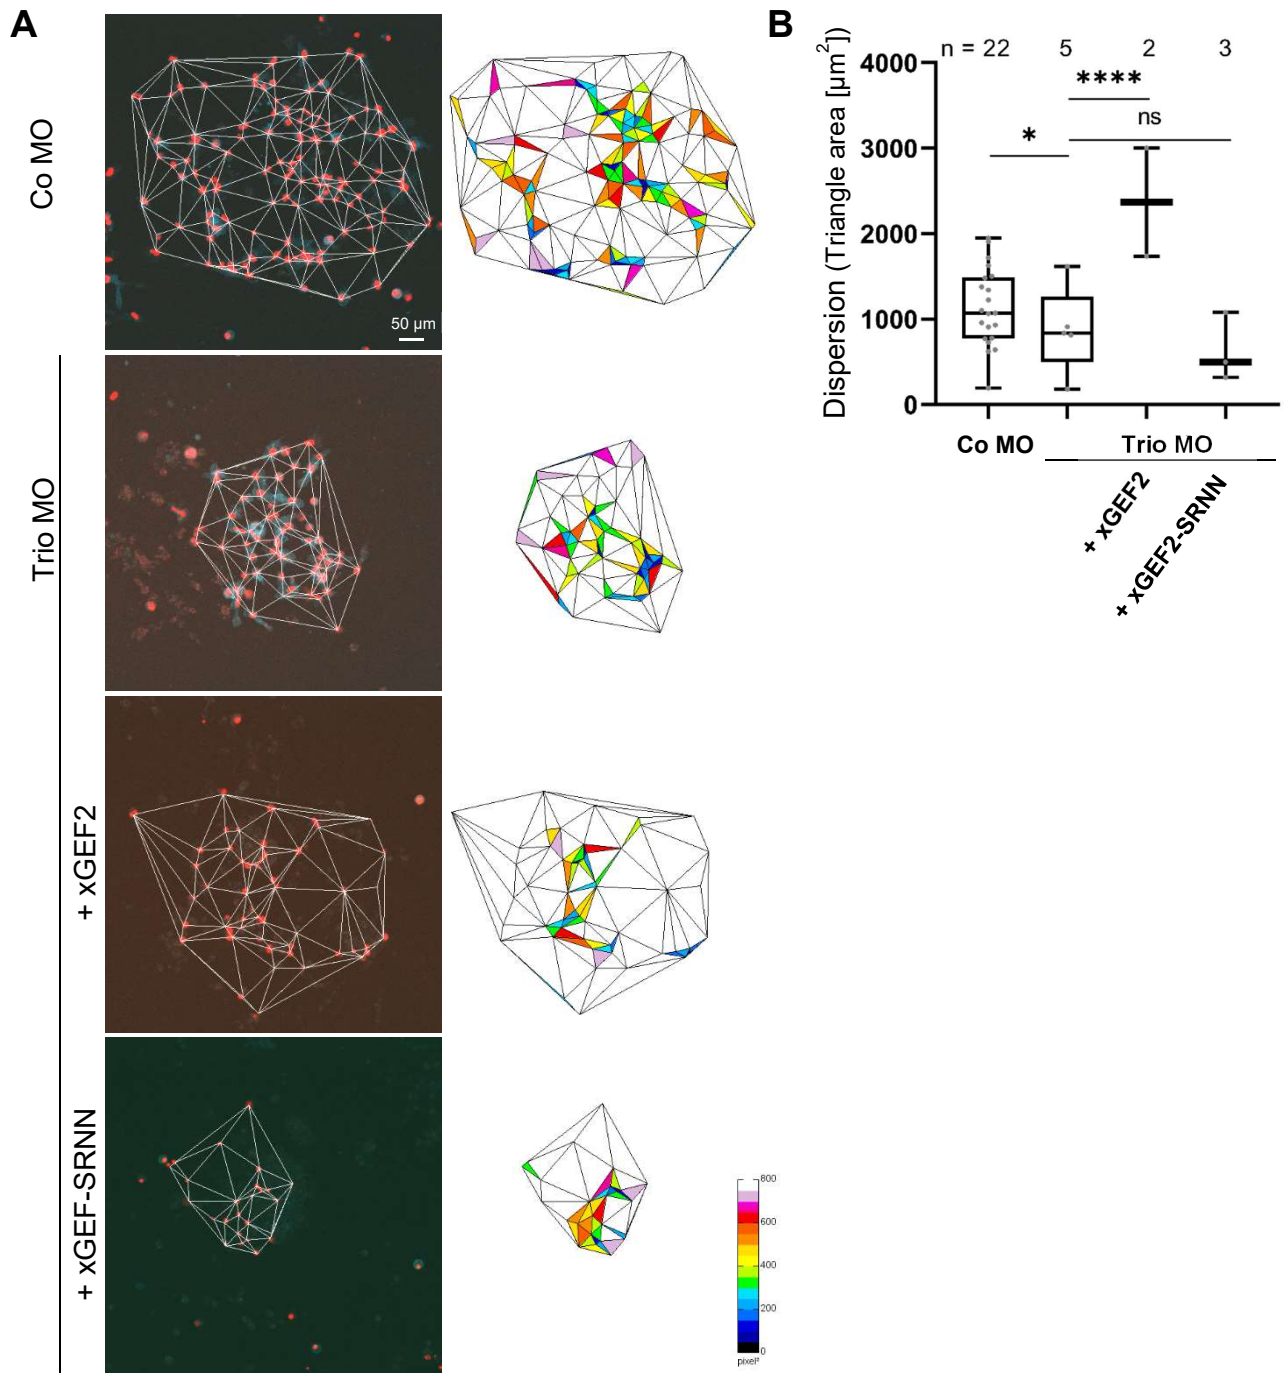 A
Co MO
50 µm
Trio MO
+ xGEF2
+ xGEF-SRNN
800
600
400
200
0
pixel²
B
n = 22 5 2 3
Dispersion (Triangle area [µm²])
4000
3000
2000
1000
0
****
ns
*
Co MO
Trio MO
+ xGEF2
+ xGEF2-SRNN